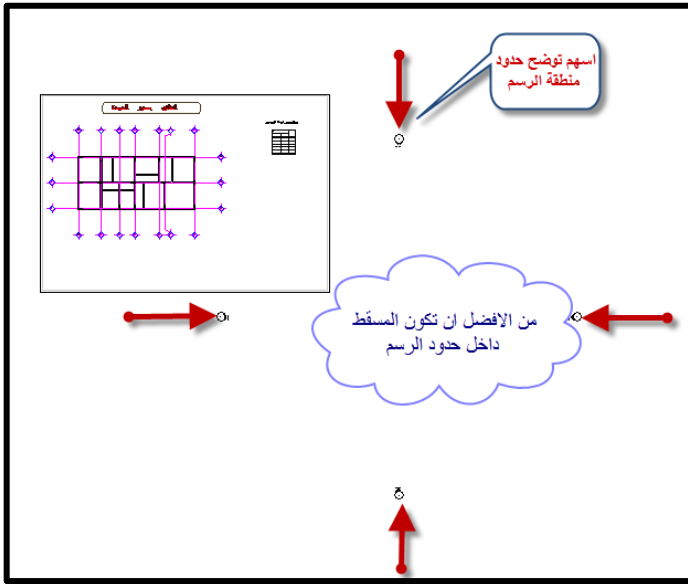 اسهم توضح حدود
منطقة الرسم
من الافضل ان تكون المسقط
داخل حدود الرسم